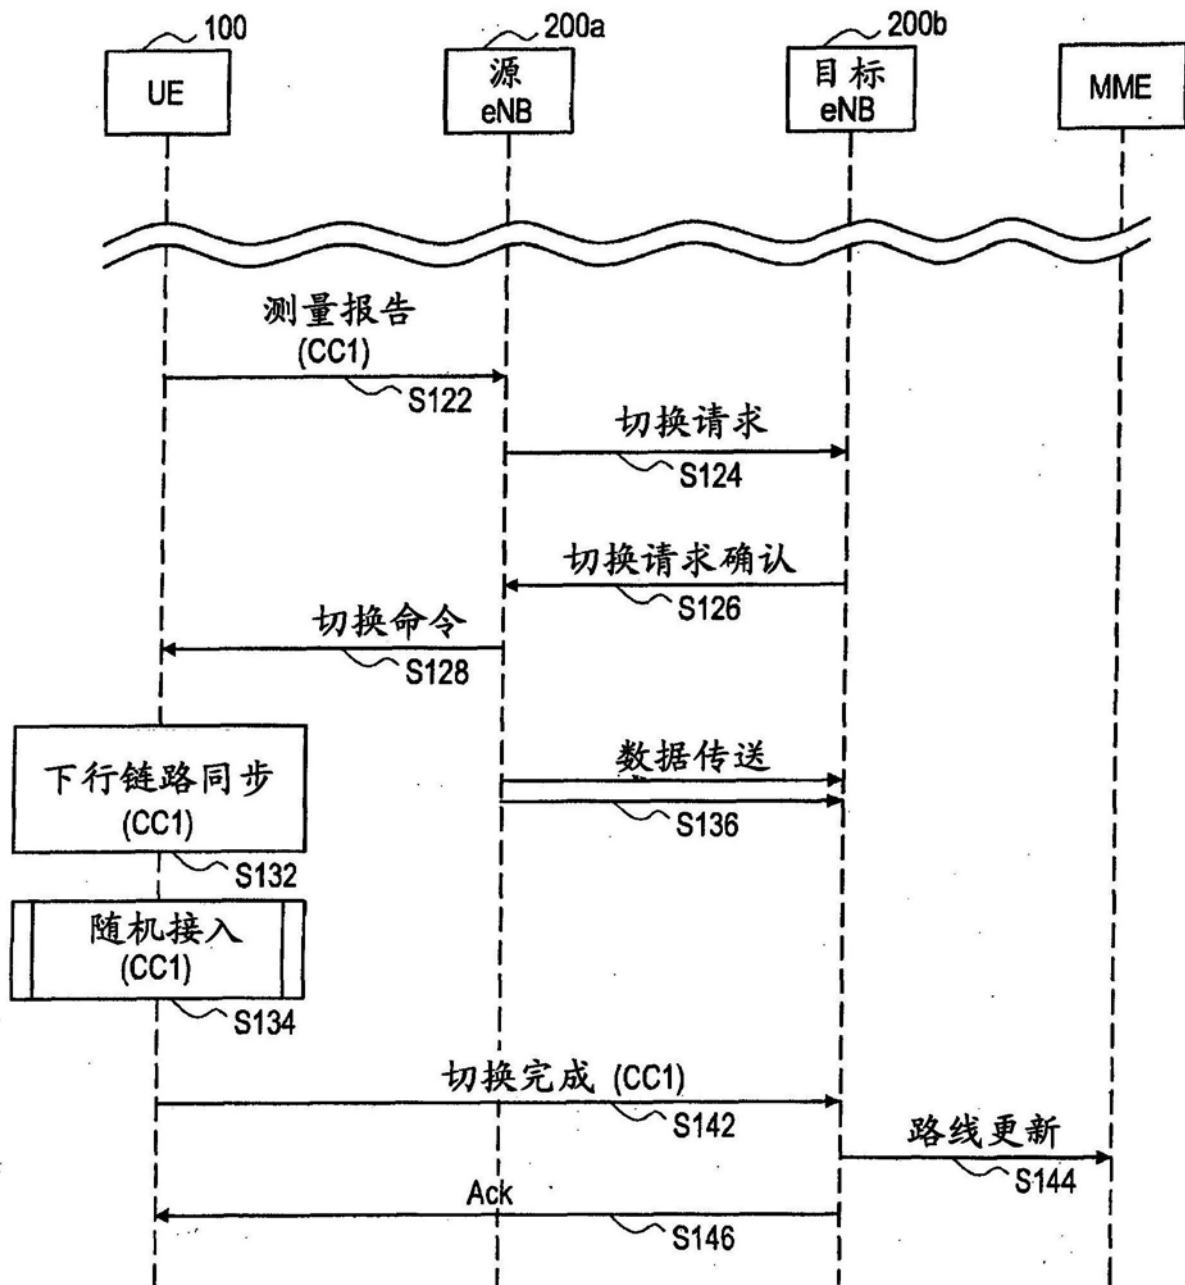 100
200a
200b
UE
源
eNB
目标
eNB
MME
测量报告
(CC1)
S122
切换请求
S124
切换请求确认
S126
切换命令
S128
下行链路同步
(CC1)
S132
数据传送
S136
随机接入
(CC1)
S134
切换完成 (CC1)
S142
路线更新
S144
Ack
S146